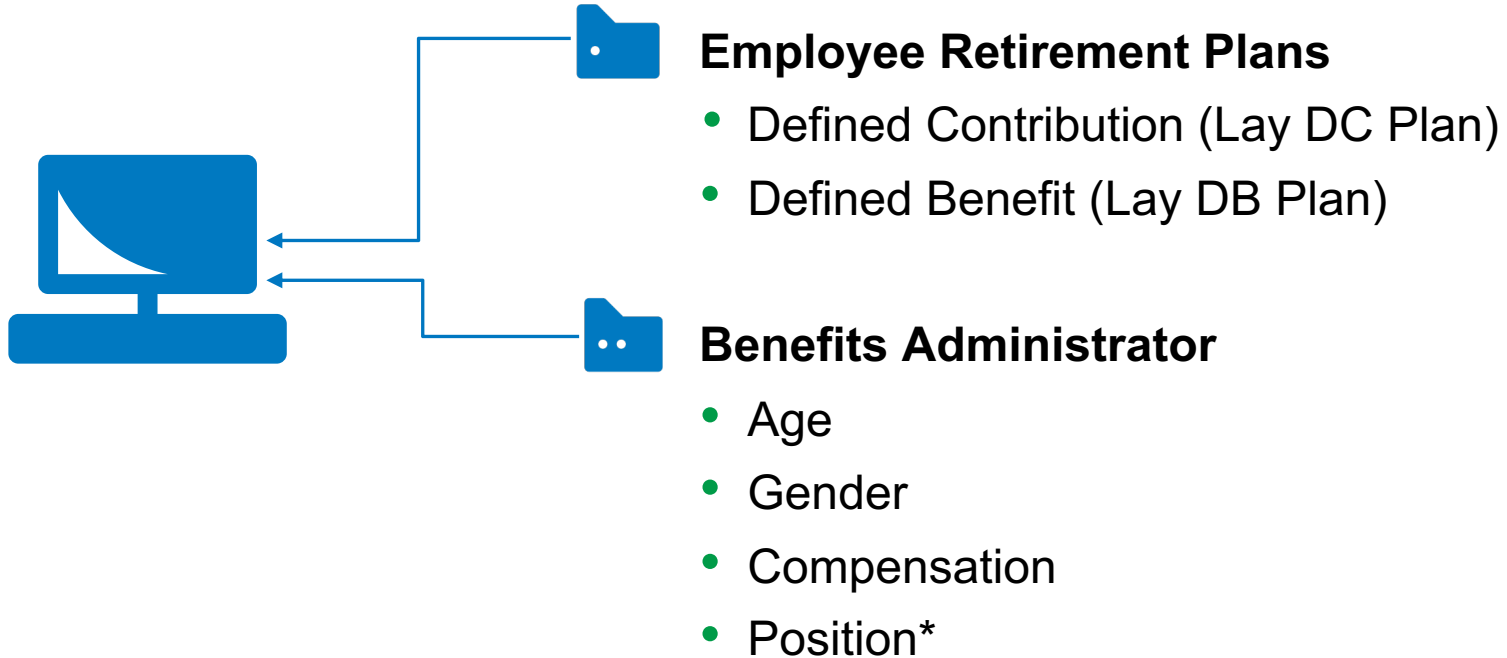 Employee Retirement Plans
• Defined Contribution (Lay DC Plan)
• Defined Benefit (Lay DB Plan)
Benefits Administrator
• Age
• Gender
• Compensation
• Position*